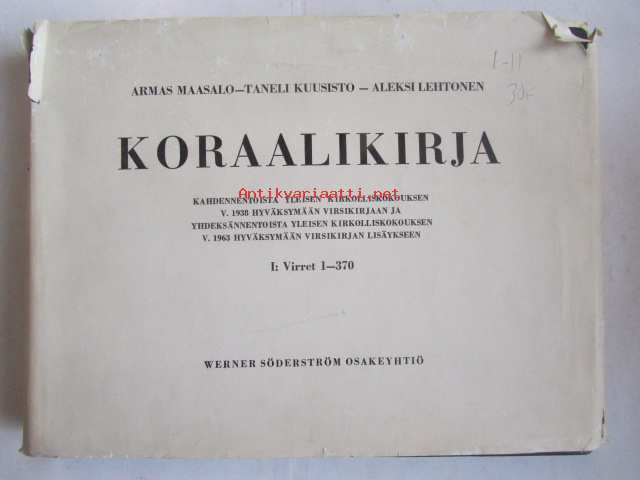 I-II
30,-
ARMAS MAASALO—TANELI KUUSISTO — ALEKSI LEHTONEN
KORAALIKIRJA
Antikvariaatti.net
KAHDENNENTOISTA YLEISEN KIRKOLLISKOKOUKSEN
V. 1938 HYVÄKSYMÄÄN VIRSIKIRJAAN JA
YHDEKSÄNNENTOISTA YLEISEN KIRKOLLISKOKOUKSEN
V. 1963 HYVÄKSYMÄÄN VIRSIKIRJAN LISÄYKSEEN
I: Virret 1—370
WERNER SÖDERSTRÖM OSAKEYHTIÖ